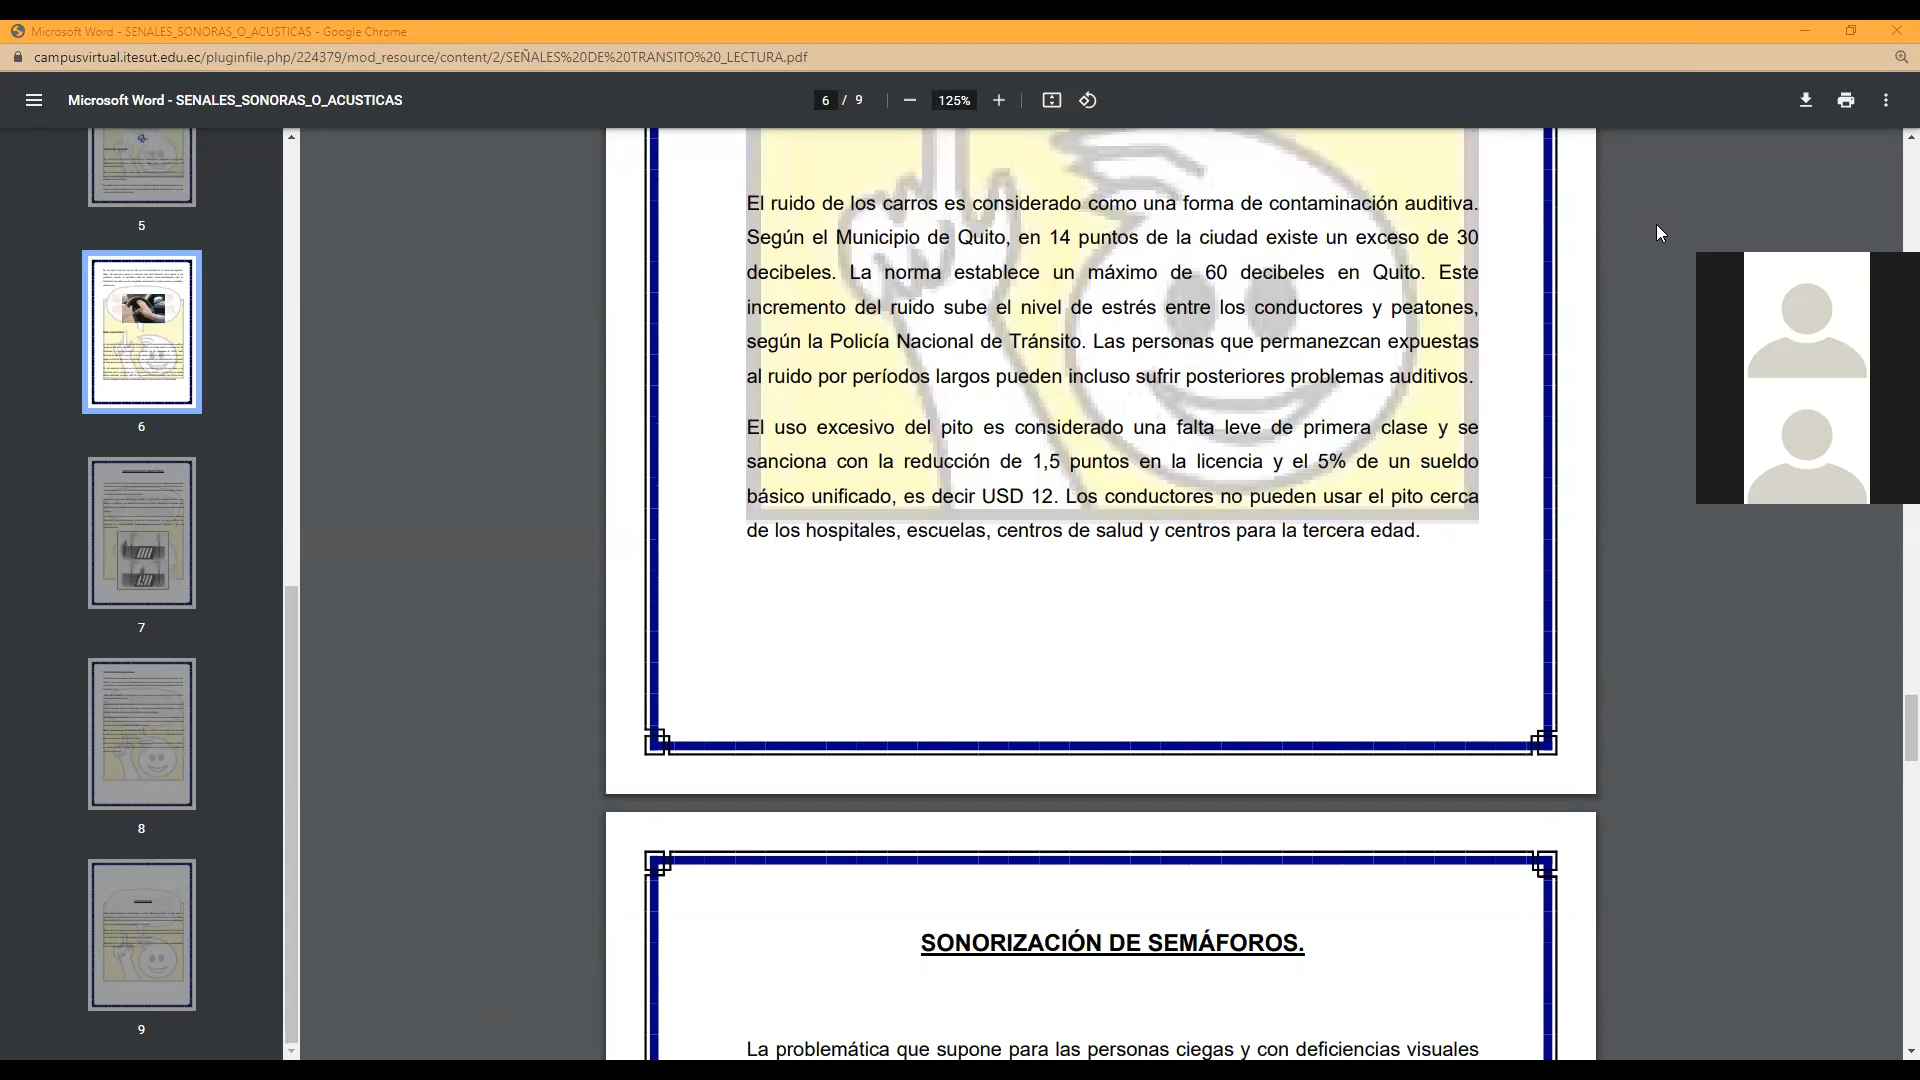 Microsoft Word - SENALES_SONORAS_O_ACUSTICAS - Google Chrome
campusvirtual.itesut.edu.ec/pluginfile.php/224379/mod_resource/content/2/SEÑALES%20DE%20TRANSITO%20_LECTURA.pdf
Microsoft Word - SENALES_SONORAS_O_ACUSTICAS
6 / 9
125%
5
6
7
8
9
El ruido de los carros es considerado como una forma de contaminación auditiva.
Según el Municipio de Quito, en 14 puntos de la ciudad existe un exceso de 30
decibeles. La norma establece un máximo de 60 decibeles en Quito. Este
incremento del ruido sube el nivel de estrés entre los conductores y peatones,
según la Policía Nacional de Tránsito. Las personas que permanezcan expuestas
al ruido por períodos largos pueden incluso sufrir posteriores problemas auditivos.
El uso excesivo del pito es considerado una falta leve de primera clase y se
sanciona con la reducción de 1,5 puntos en la licencia y el 5% de un sueldo
básico unificado, es decir USD 12. Los conductores no pueden usar el pito cerca
de los hospitales, escuelas, centros de salud y centros para la tercera edad.
SONORIZACIÓN DE SEMÁFOROS.
La problemática que supone para las personas ciegas y con deficiencias visuales